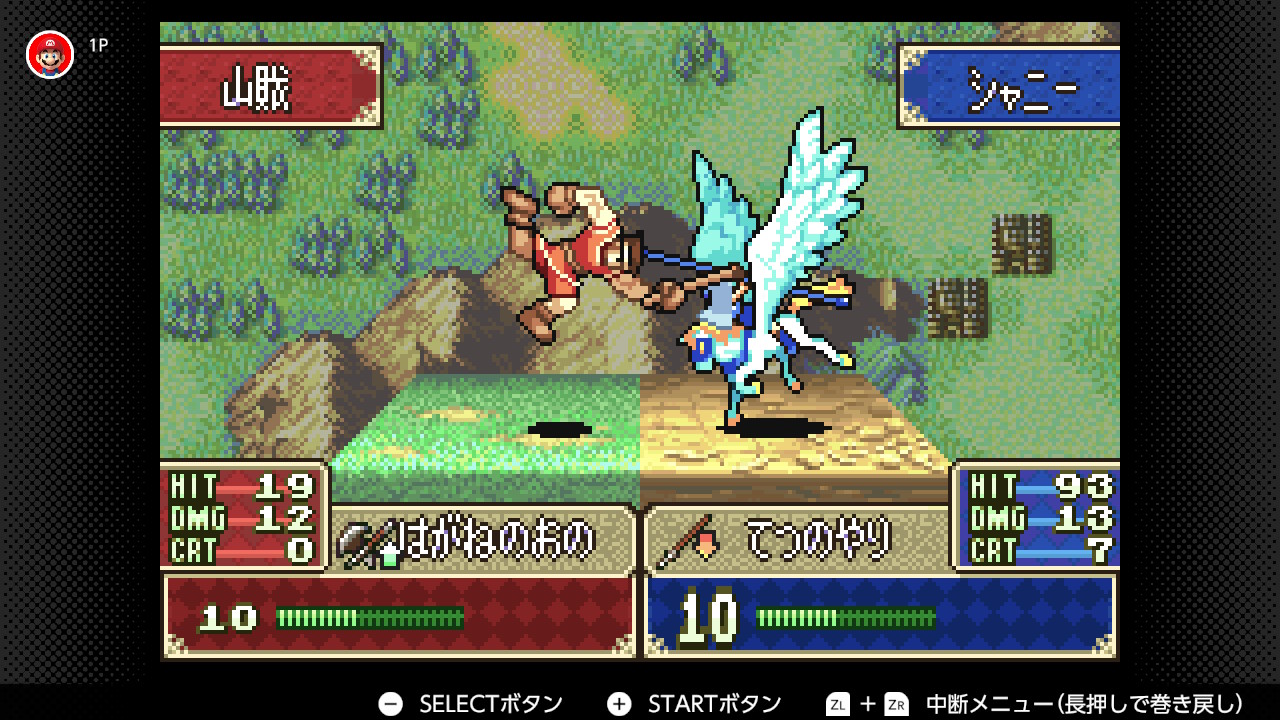 1P
山賊
シャニー
HIT 19
DMG 12
CRT 0
はがねのおの
てつのやり
HIT 93
DMG 13
CRT 7
10
10
SELECTボタン STARTボタン ZL + ZR 中断メニュー(長押しで巻き戻し)